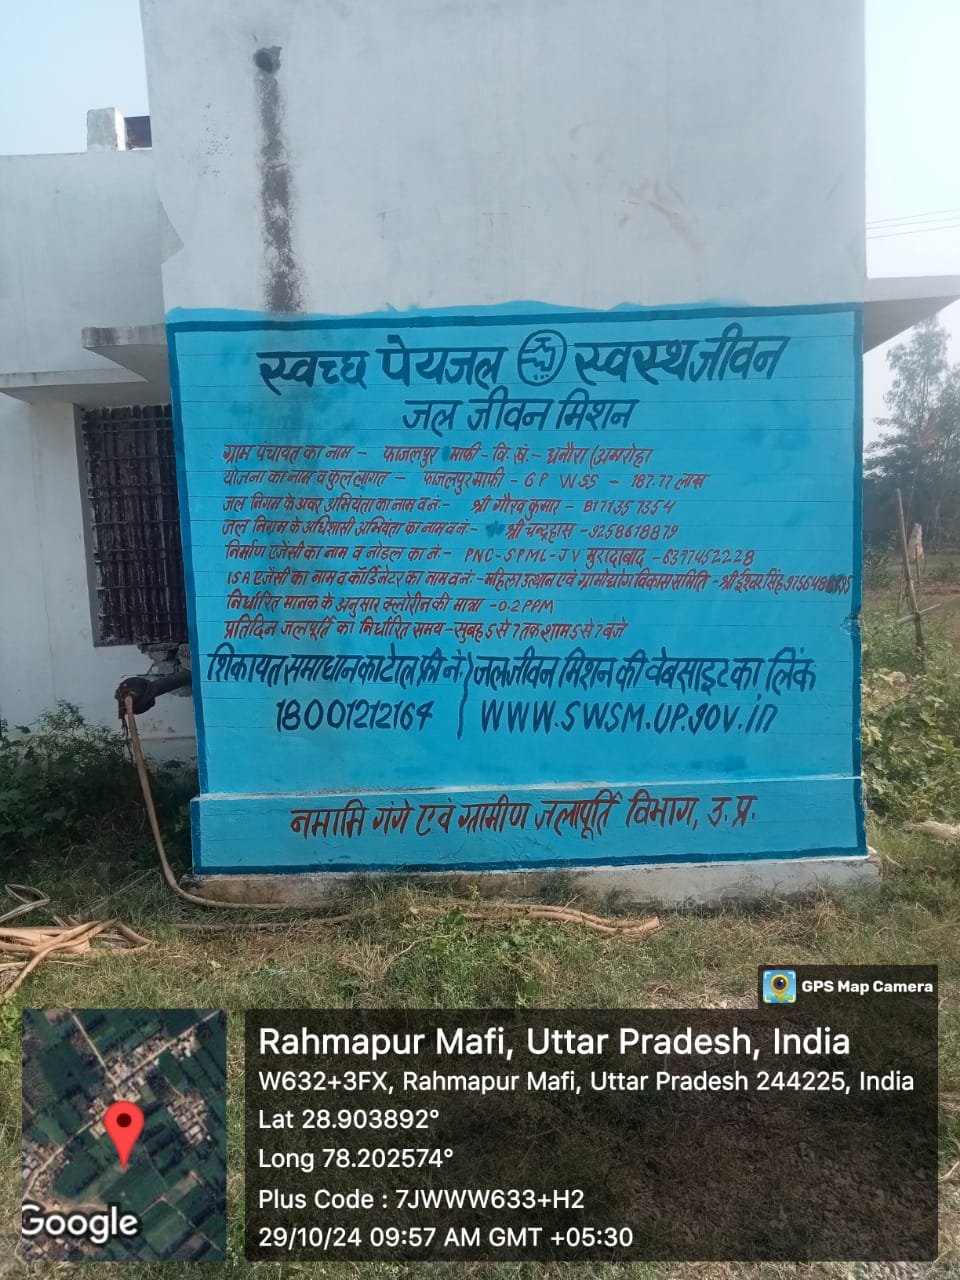 स्वच्छ पेयजल स्वस्थ जीवन
जल जीवन मिशन
ग्राम पंचायत का नाम - फाजलपुर माफी - वि. खं. - धनौरा (अमरोहा
योजना का नाम व कुल लागत - फाजलपुर माफी - GP WSS - 187.77 लाख
जल निगम के अवर अभियंता का नाम व नं:- श्री गौरव कुमार - 8171357354
जल निगम के अधिशासी अभियंता का नाम व नं- श्री चन्द्रहास - 9258618879
निर्माण एजेंसी का नाम व नोडल का नं- PNC-SPML-JV मुरादाबाद - 6397452228
ISA एजेंसी का नाम व कॉर्डिनेटर का नाम व नं- महिला उत्थान एवं ग्रामोद्योग विकास समिति - श्री ईश्वर सिंह
निर्धारित मानक के अनुसार क्लोरीन की मात्रा - 0.2 PPM
प्रतिदिन जलपूर्ति का निर्धारित समय - सुबह 5 से 7 तक शाम 5 से 7 बजे
शिकायत समाधान का टोल फ्री नं:) जल जीवन मिशन की वेबसाइट का लिंक
18001212164 WWW.SWSM.UP.gov.in
नमामि गंगे एवं ग्रामीण जलापूर्ति विभाग, उ.प्र.
GPS Map Camera
Rahmapur Mafi, Uttar Pradesh, India
W632+3FX, Rahmapur Mafi, Uttar Pradesh 244225, India
Lat 28.903892°
Long 78.202574°
Plus Code : 7JWWW633+H2
29/10/24 09:57 AM GMT +05:30
Google